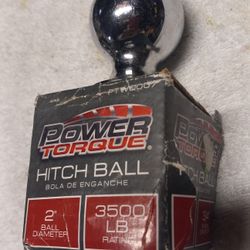 POWER
TORQUE
HITCH BALL
BOLA DE ENGANCHE
2"
BALL
DIAMETER
3500
LB
RATING